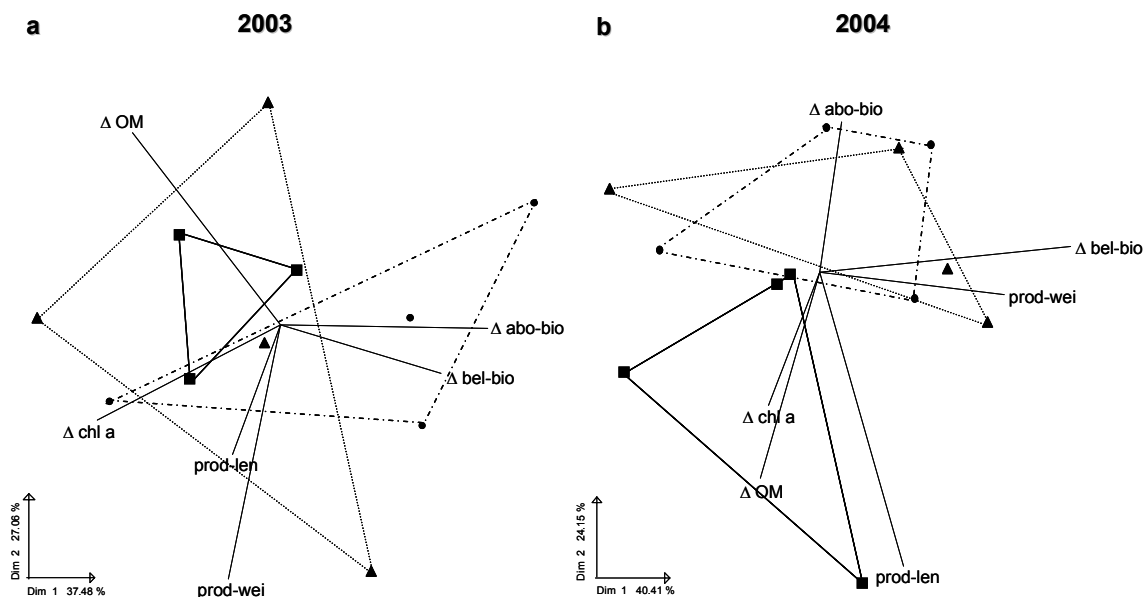 a 2003
Δ OM
Δ abo-bio
Δ bel-bio
Δ chl a
prod-len
prod-wei
Dim 2 27.06 %
Dim 1 37.48 %
b 2004
Δ abo-bio
Δ bel-bio
prod-wei
Δ chl a
Δ OM
prod-len
Dim 2 24.15 %
Dim 1 40.41 %